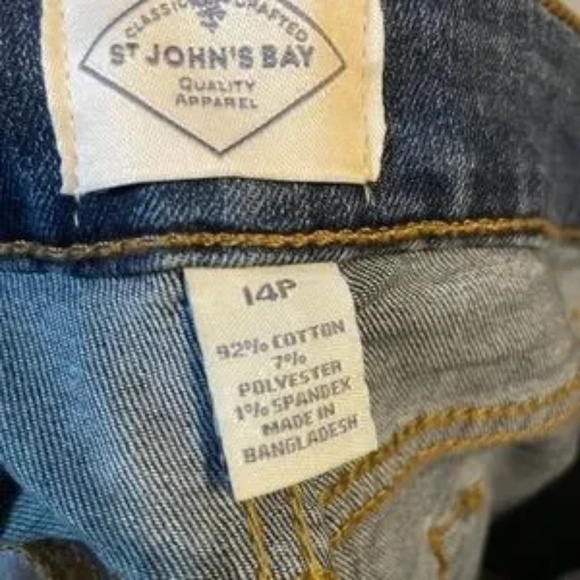 CLASSIC CRAFTED
ST JOHN'S BAY
QUALITY
APPAREL
14P
92% COTTON
7%
POLYESTER
1% SPANDEX
MADE IN
BANGLADESH